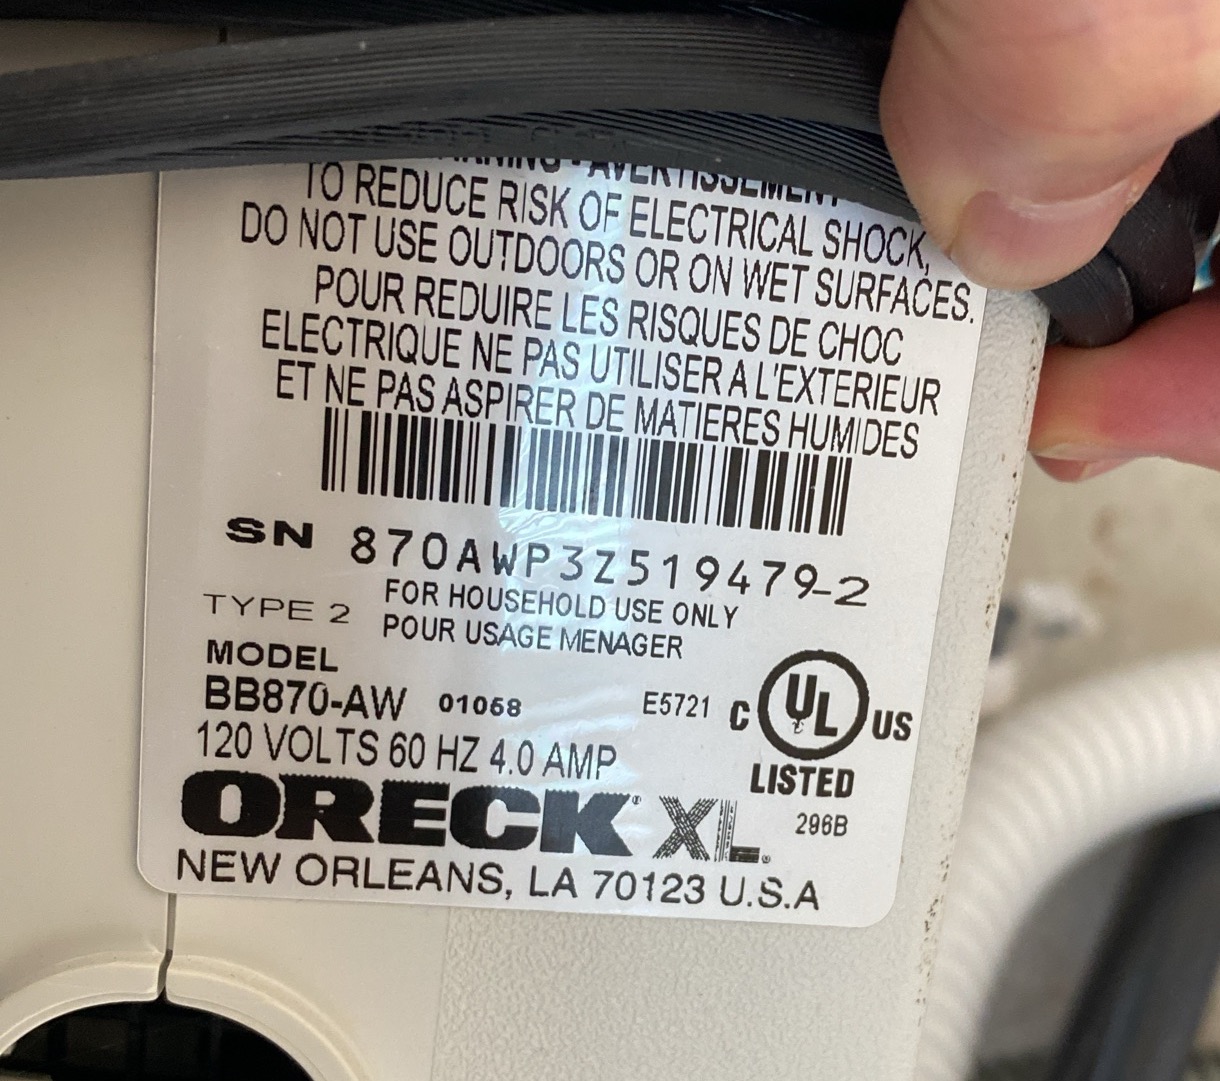 WARNING - AVERTISSEMENT
TO REDUCE RISK OF ELECTRICAL SHOCK,
DO NOT USE OUTDOORS OR ON WET SURFACES.
POUR REDUIRE LES RISQUES DE CHOC
ELECTRIQUE NE PAS UTILISER A L'EXTERIEUR
ET NE PAS ASPIRER DE MATIERES HUMIDES
SN 870AWP3Z519479-2
FOR HOUSEHOLD USE ONLY
TYPE 2 POUR USAGE MENAGER
MODEL
BB870-AW 01058 E5721 C UL US
120 VOLTS 60 HZ 4.0 AMP LISTED
ORECK® XL® 296B
NEW ORLEANS, LA 70123 U.S.A